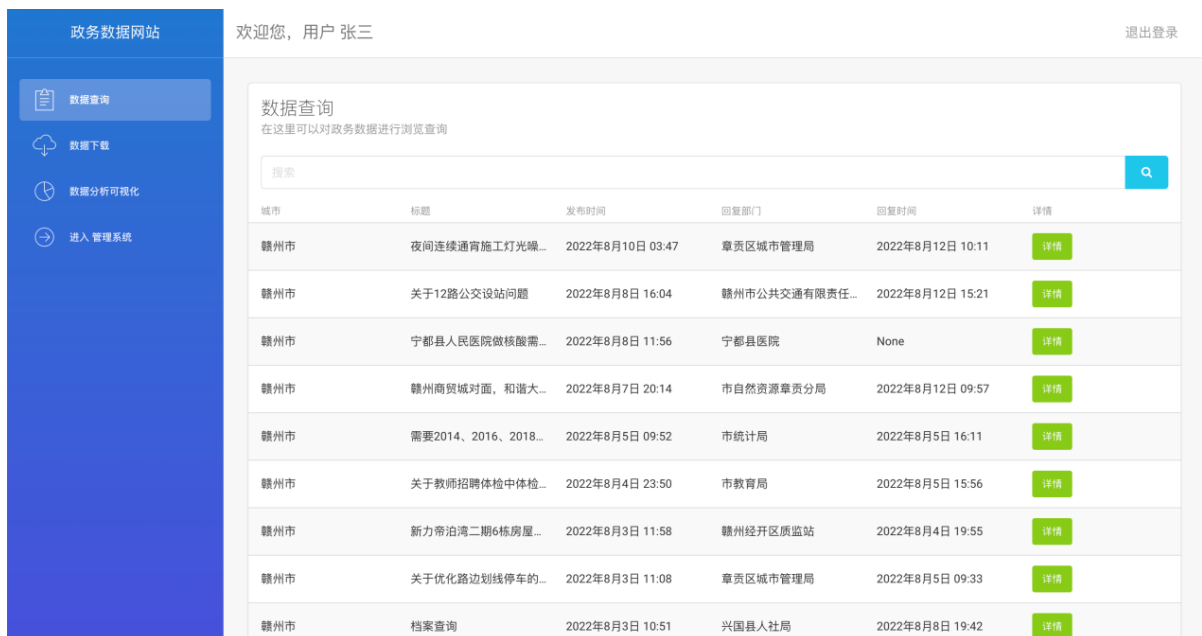 政务数据网站
欢迎您，用户 张三
退出登录
数据查询
数据下载
数据分析可视化
进入 管理系统
数据查询
在这里可以对政务数据进行浏览查询
搜索
城市 标题 发布时间 回复部门 回复时间 详情
赣州市 夜间连续通宵施工灯光噪... 2022年8月10日 03:47 章贡区城市管理局 2022年8月12日 10:11 详情
赣州市 关于12路公交设站问题 2022年8月8日 16:04 赣州市公共交通有限责任... 2022年8月12日 15:21 详情
赣州市 宁都县人民医院做核酸需... 2022年8月8日 11:56 宁都县医院 None 详情
赣州市 赣州商贸城对面，和谐大... 2022年8月7日 20:14 市自然资源章贡分局 2022年8月12日 09:57 详情
赣州市 需要2014、2016、2018... 2022年8月5日 09:52 市统计局 2022年8月5日 16:11 详情
赣州市 关于教师招聘体检中体检... 2022年8月4日 23:50 市教育局 2022年8月5日 15:56 详情
赣州市 新力帝泊湾二期6栋房屋... 2022年8月3日 11:58 赣州经开区质监站 2022年8月4日 19:55 详情
赣州市 关于优化路边划线停车的... 2022年8月3日 11:08 章贡区城市管理局 2022年8月5日 09:33 详情
赣州市 档案查询 2022年8月3日 10:51 兴国县人社局 2022年8月8日 19:42 详情